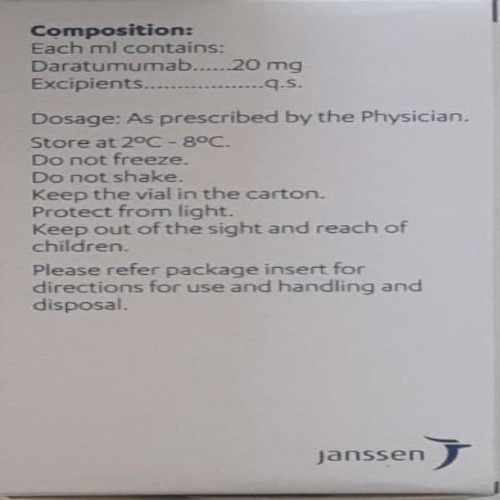 Composition:
Each ml contains:
Daratumumab......20 mg
Excipients..................q.s.
Dosage: As prescribed by the Physician.
Store at 2ºC - 8ºC.
Do not freeze.
Do not shake.
Keep the vial in the carton.
Protect from light.
Keep out of the sight and reach of
children.
Please refer package insert for
directions for use and handling and
disposal.
Janssen